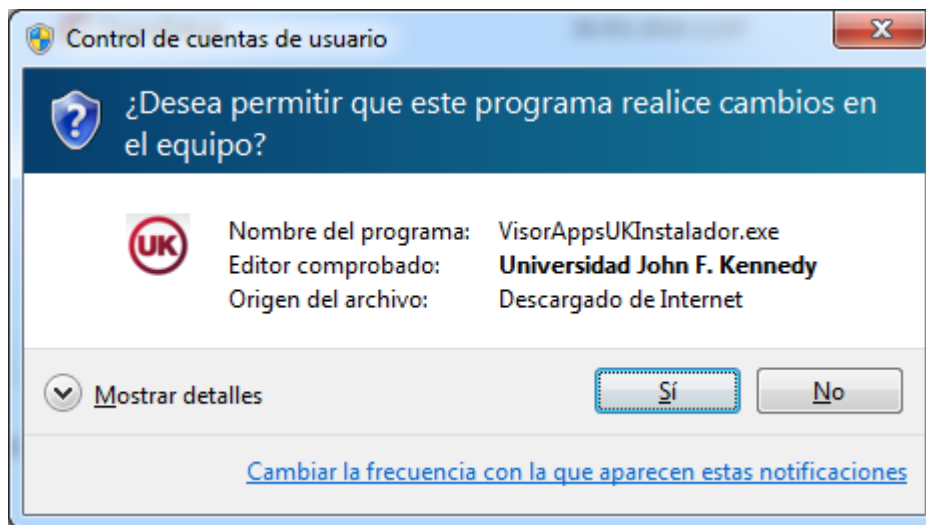 Control de cuentas de usuario
¿Desea permitir que este programa realice cambios en
el equipo?
UK
Nombre del programa: VisorAppsUKInstalador.exe
Editor comprobado: Universidad John F. Kennedy
Origen del archivo: Descargado de Internet
Mostrar detalles
Sí
No
Cambiar la frecuencia con la que aparecen estas notificaciones